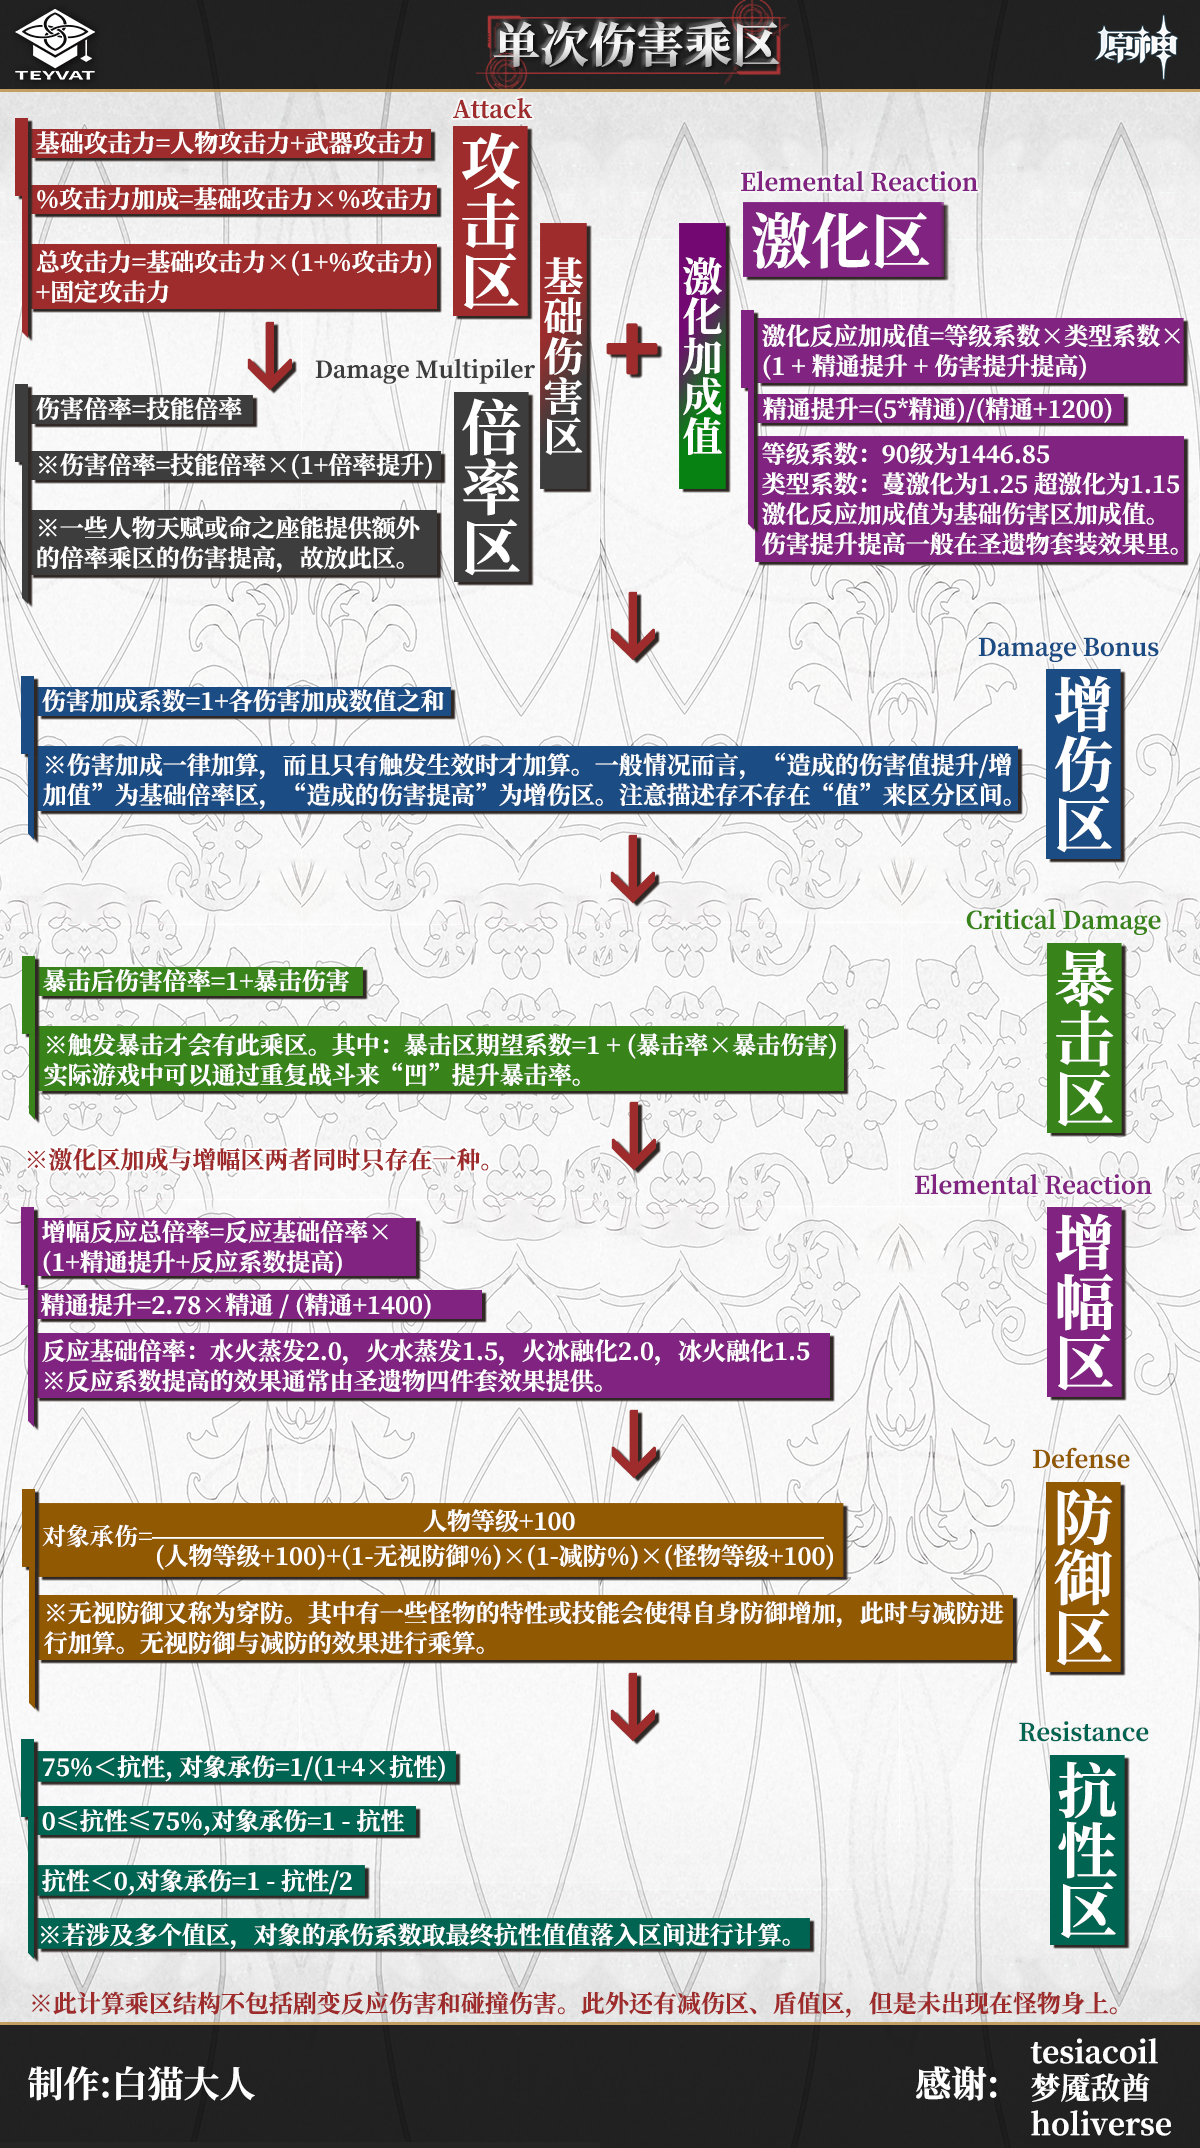 TEYVAT
单次伤害乘区
原神
Attack
攻击区
基础攻击力=人物攻击力+武器攻击力
%攻击力加成=基础攻击力×%攻击力
总攻击力=基础攻击力×(1+%攻击力)
+固定攻击力
Damage Multipiler
倍率区
伤害倍率=技能倍率
※伤害倍率=技能倍率×(1+倍率提升)
※一些人物天赋或命之座能提供额外
的倍率乘区的伤害提高，故放此区。
基础伤害区
+
激化加成值
Elemental Reaction
激化区
激化反应加成值=等级系数×类型系数×
(1 + 精通提升 + 伤害提升提高)
精通提升=(5*精通)/(精通+1200)
等级系数：90级为1446.85
类型系数：蔓激化为1.25 超激化为1.15
激化反应加成值为基础伤害区加成值。
伤害提升提高一般在圣遗物套装效果里。
Damage Bonus
增伤区
伤害加成系数=1+各伤害加成数值之和
※伤害加成一律加算，而且只有触发生效时才加算。一般情况而言，“造成的伤害值提升/增
加值”为基础倍率区，“造成的伤害提高”为增伤区。注意描述存不存在“值”来区分区间。
Critical Damage
暴击区
暴击后伤害倍率=1+暴击伤害
※触发暴击才会有此乘区。其中：暴击区期望系数=1 + (暴击率×暴击伤害)
实际游戏中可以通过重复战斗来“凹”提升暴击率。
※激化区加成与增幅区两者同时只存在一种。
Elemental Reaction
增幅区
增幅反应总倍率=反应基础倍率×
(1+精通提升+反应系数提高)
精通提升=2.78×精通 / (精通+1400)
反应基础倍率：水火蒸发2.0，火水蒸发1.5，火冰融化2.0，冰火融化1.5
※反应系数提高的效果通常由圣遗物四件套效果提供。
Defense
防御区
人物等级+100
对象承伤=
(人物等级+100)+(1-无视防御%)×(1-减防%)×(怪物等级+100)
※无视防御又称为穿防。其中有一些怪物的特性或技能会使得自身防御增加，此时与减防进
行加算。无视防御与减防的效果进行乘算。
Resistance
抗性区
75%＜抗性, 对象承伤=1/(1+4×抗性)
0≤抗性≤75%,对象承伤=1 - 抗性
抗性＜0,对象承伤=1 - 抗性/2
※若涉及多个值区，对象的承伤系数取最终抗性值值落入区间进行计算。
※此计算乘区结构不包括剧变反应伤害和碰撞伤害。此外还有减伤区、盾值区，但是未出现在怪物身上。
制作:白猫大人
感谢:
tesiacoil
梦魇敌酋
holiverse